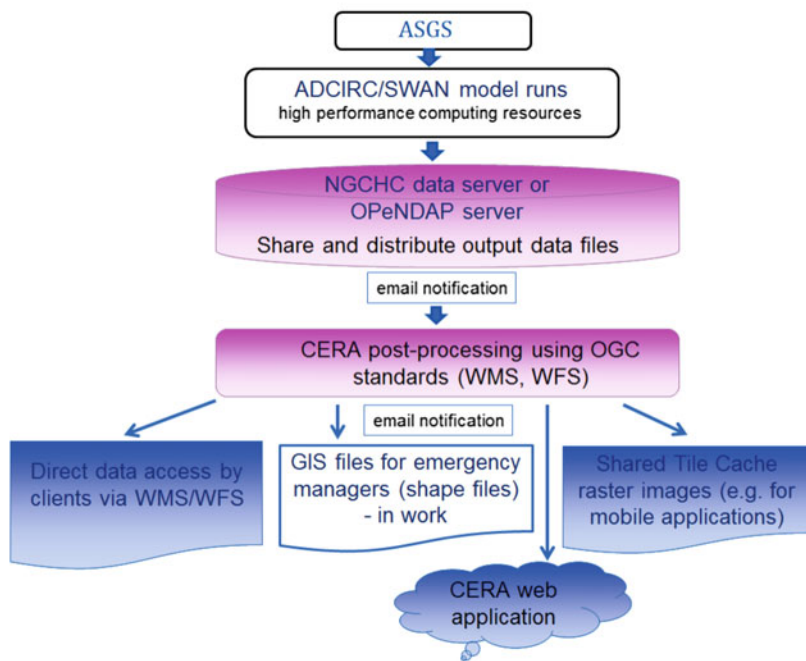 ASGS
ADCIRC/SWAN model runs
high performance computing resources
NGCHC data server or
OPeNDAP server
Share and distribute output data files
email notification
CERA post-processing using OGC
standards (WMS, WFS)
email notification
Direct data access by
clients via WMS/WFS
GIS files for emergency
managers (shape files)
- in work
Shared Tile Cache
raster images (e.g. for
mobile applications)
CERA web
application